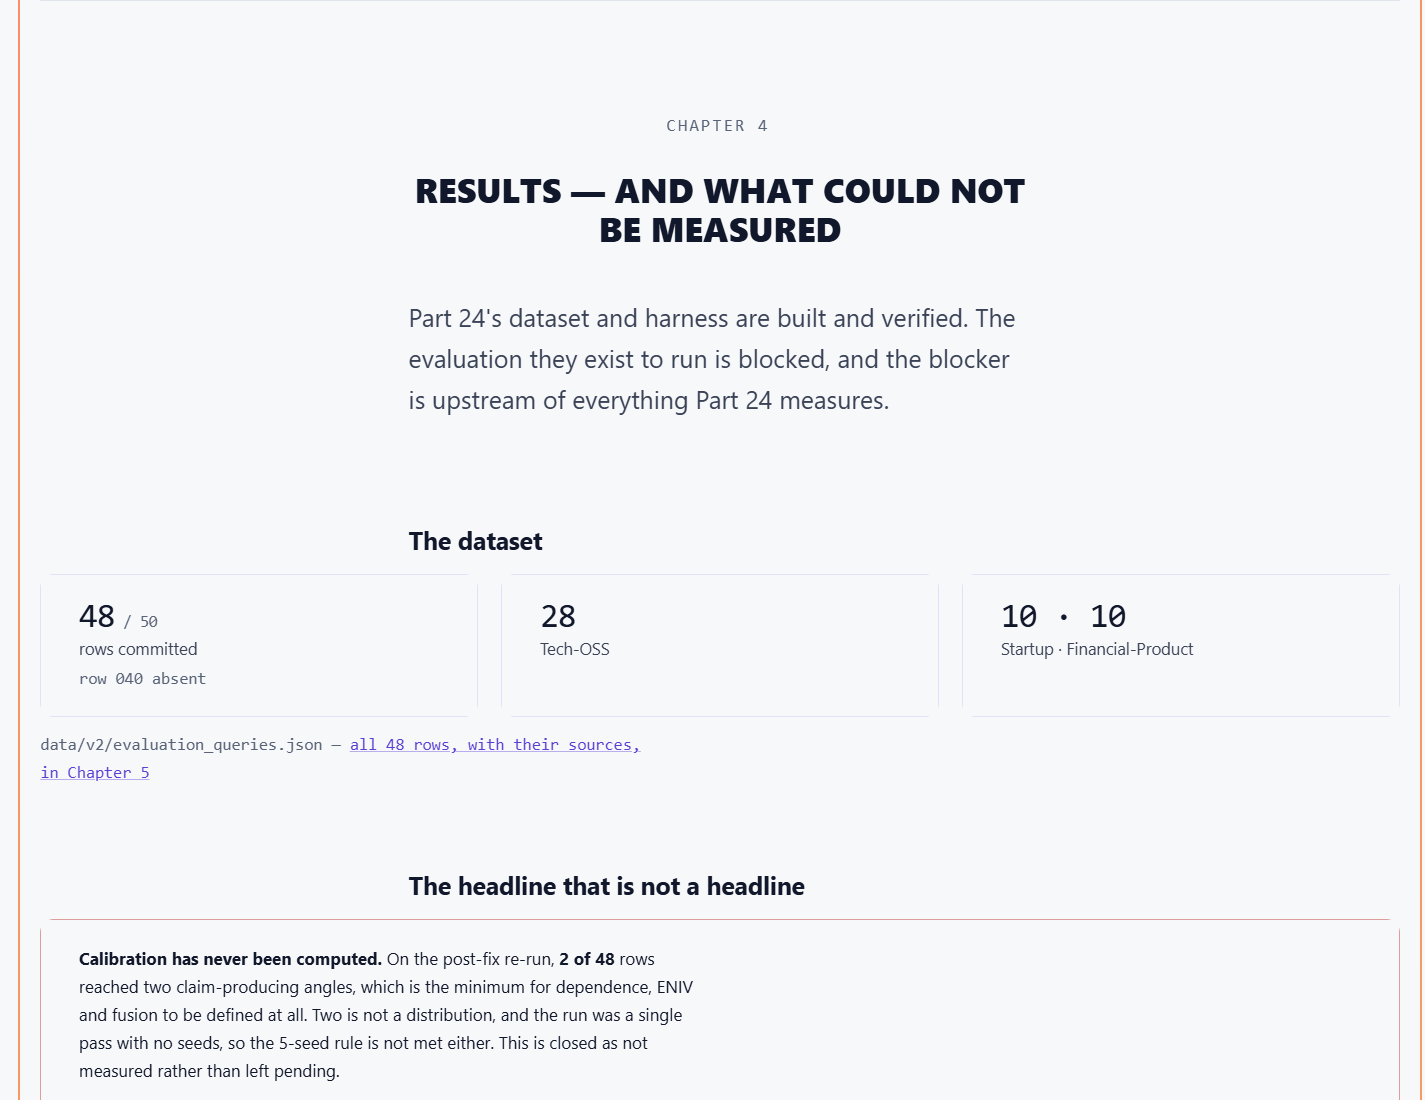 CHAPTER 4
RESULTS — AND WHAT COULD NOT
BE MEASURED
Part 24's dataset and harness are built and verified. The
evaluation they exist to run is blocked, and the blocker
is upstream of everything Part 24 measures.
The dataset
48 / 50
rows committed
row 040 absent
28
Tech-OSS
10 · 10
Startup · Financial-Product
data/v2/evaluation_queries.json — all 48 rows, with their sources,
in Chapter 5
The headline that is not a headline
Calibration has never been computed. On the post-fix re-run, 2 of 48 rows
reached two claim-producing angles, which is the minimum for dependence, ENIV
and fusion to be defined at all. Two is not a distribution, and the run was a single
pass with no seeds, so the 5-seed rule is not met either. This is closed as not
measured rather than left pending.